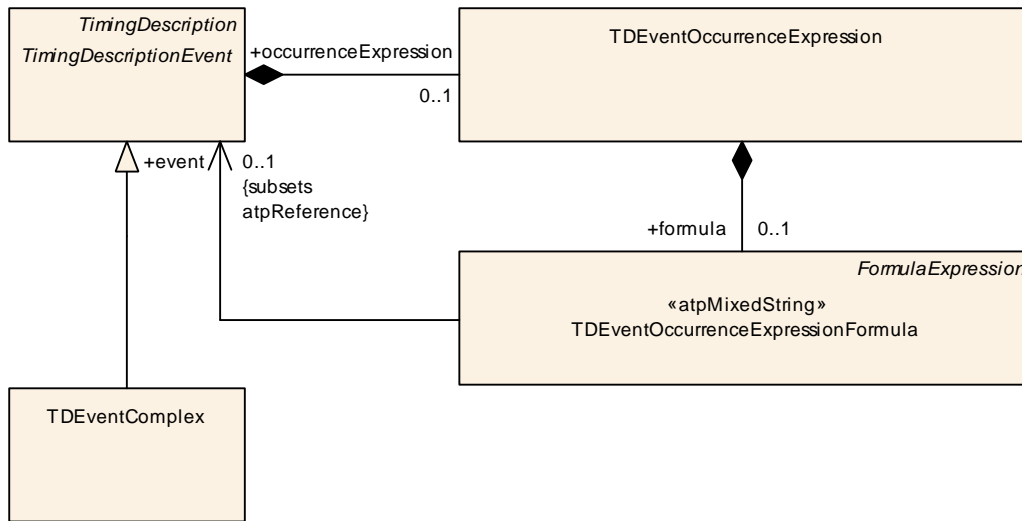 TimingDescription
TimingDescriptionEvent
+occurrenceExpression
0..1
TDEventOccurrenceExpression
+event
0..1
{subsets
atpReference}
+formula
0..1
FormulaExpression
«atpMixedString»
TDEventOccurrenceExpressionFormula
TDEventComplex